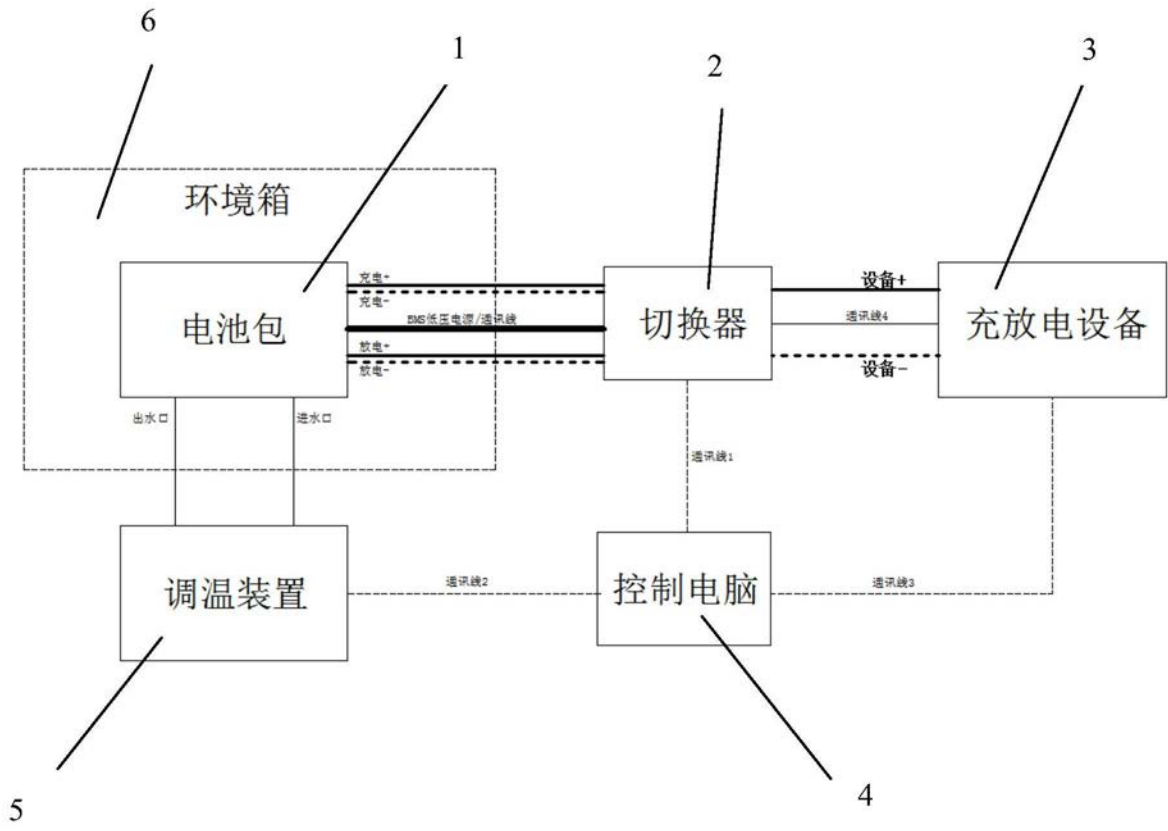 6
1
2
3
环境箱
电池包
充电+
充电-
BMS低压电源/通讯线
放电+
放电-
切换器
设备+
通讯线4
设备-
充放电设备
出水口
进水口
通讯线1
调温装置
通讯线2
控制电脑
通讯线3
5
4